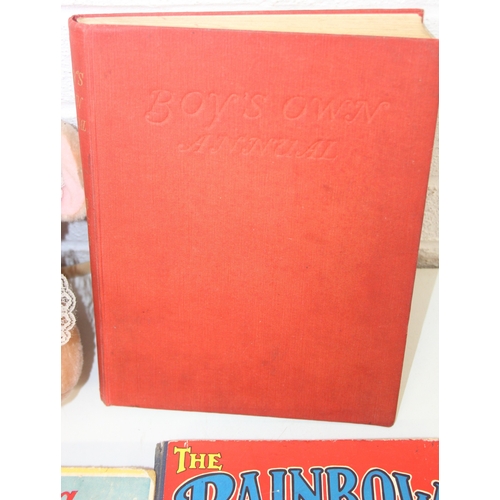 BOY'S OWN
ANNUAL
THE
RAINBOW